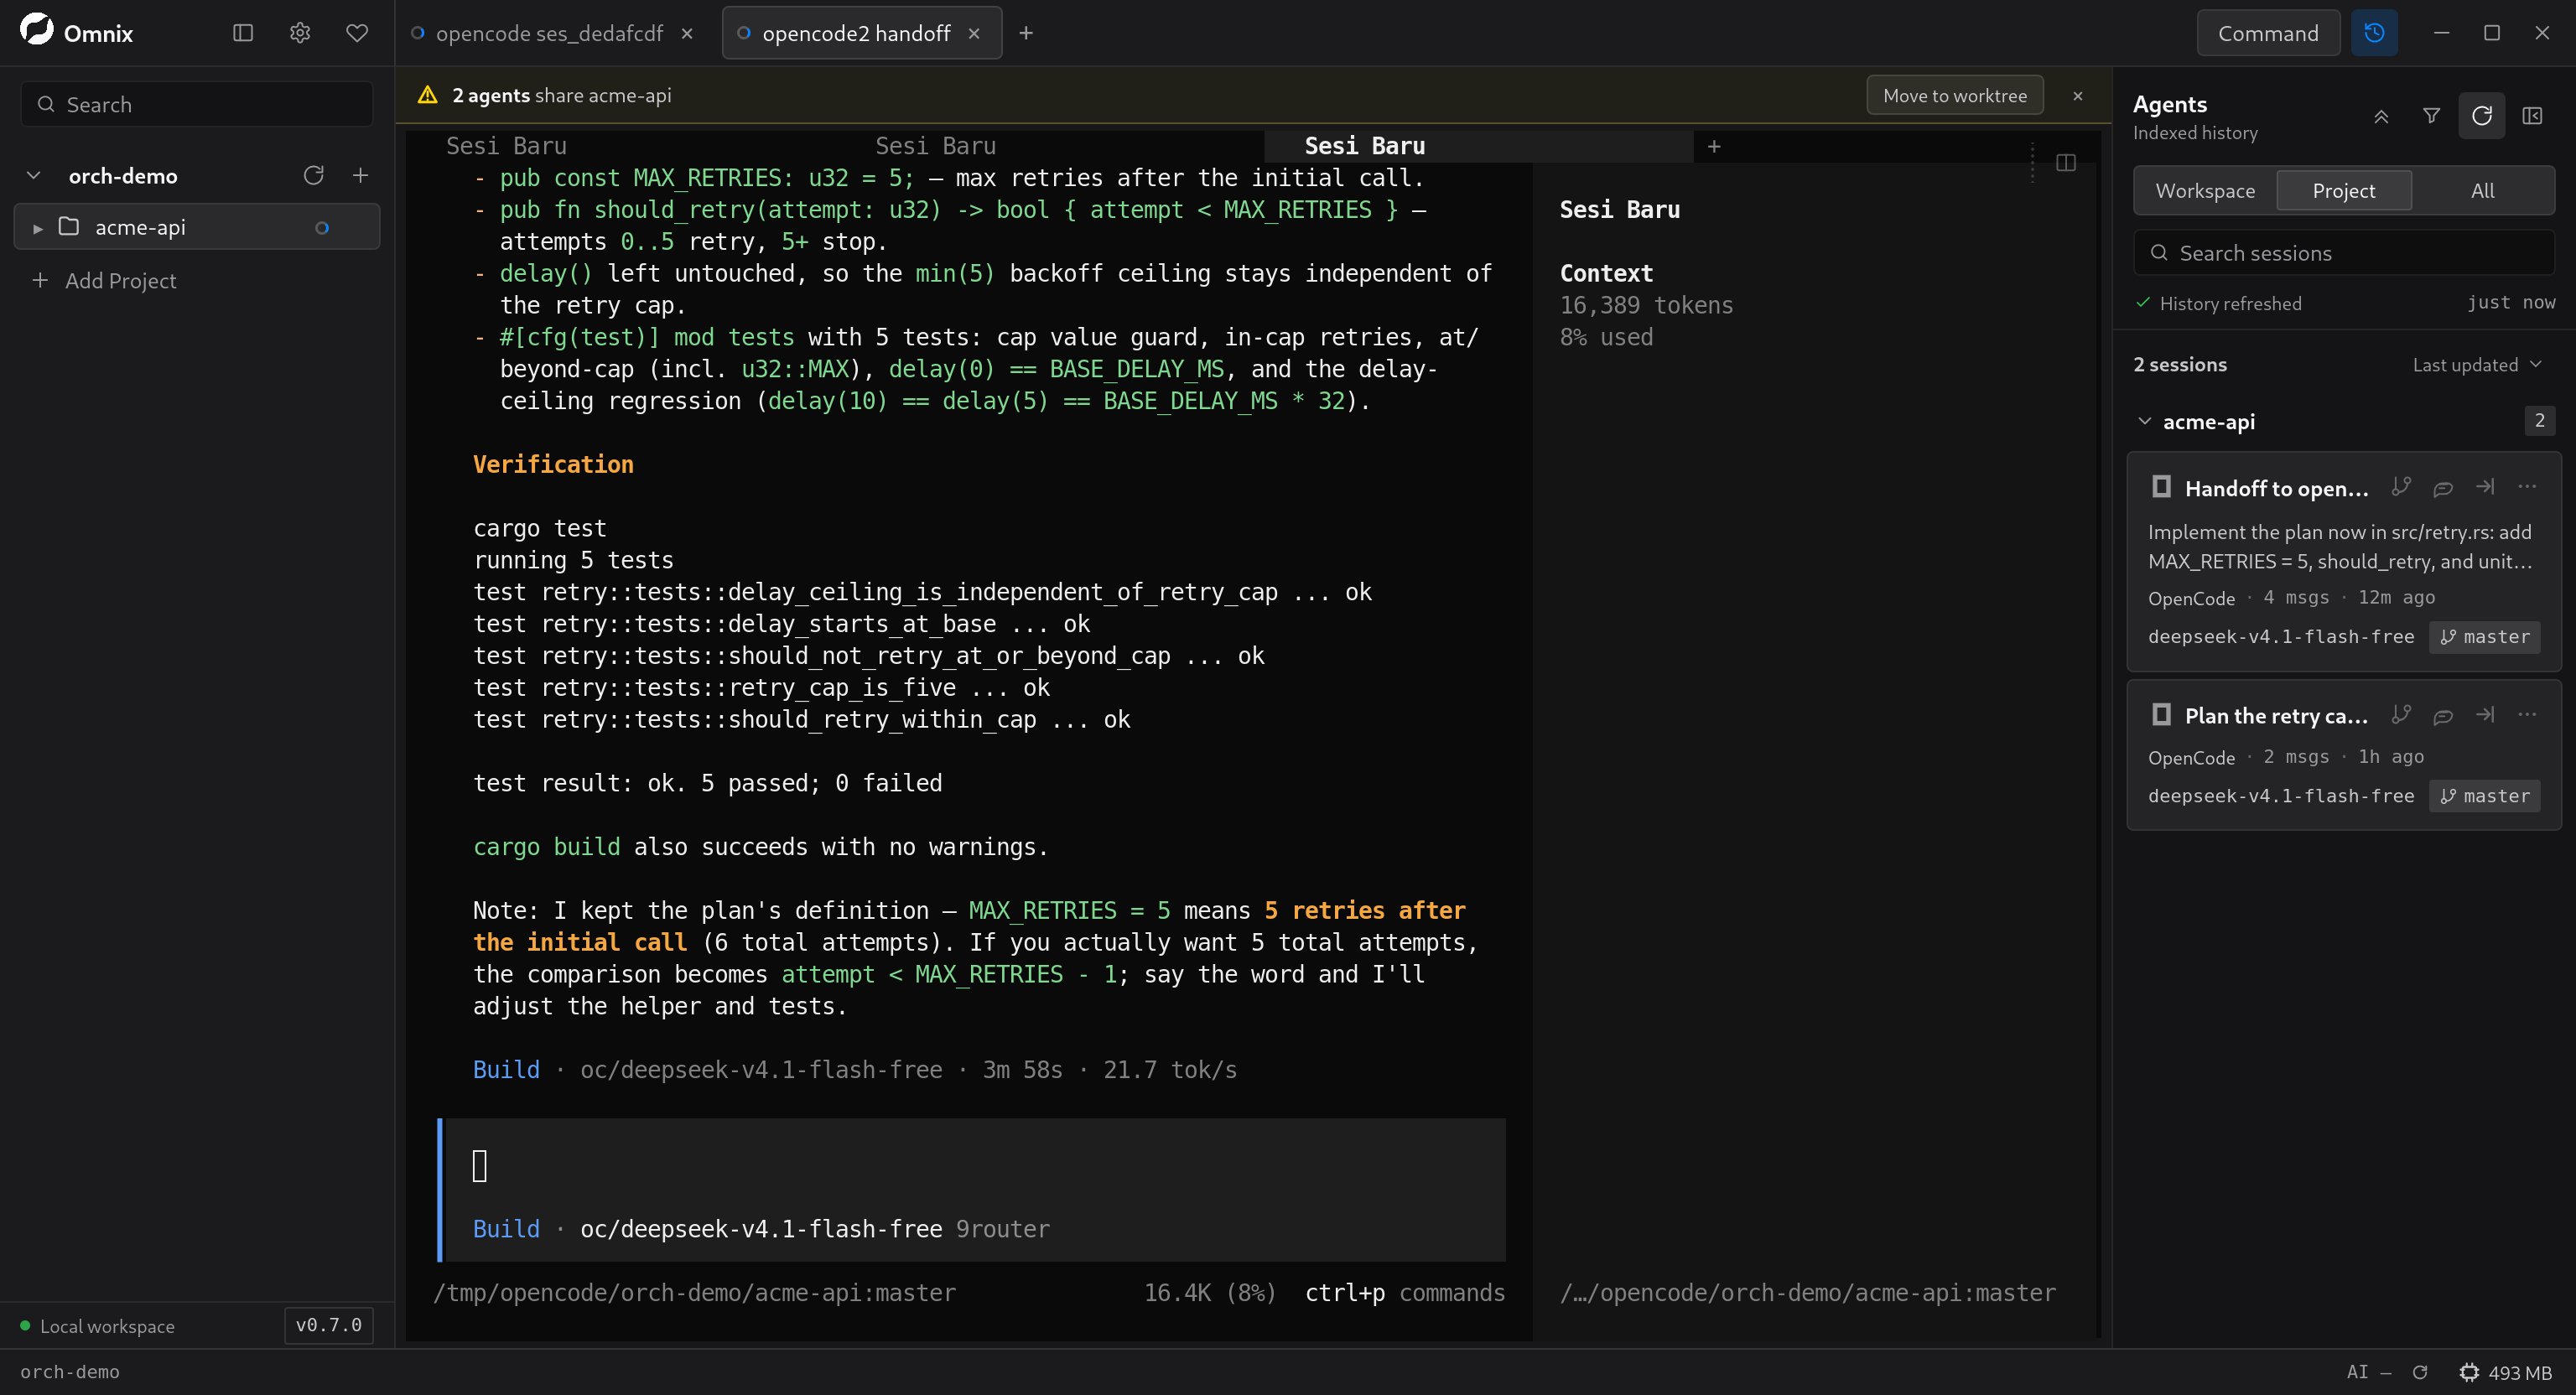 Omnix
opencode ses_dedafcdf
opencode2 handoff
Command
Search
orch-demo
acme-api
Add Project
2 agents share acme-api
Move to worktree
Sesi Baru
Sesi Baru
Sesi Baru
- pub const MAX_RETRIES: u32 = 5; — max retries after the initial call.
- pub fn should_retry(attempt: u32) -> bool { attempt < MAX_RETRIES } —
attempts 0..5 retry, 5+ stop.
- delay() left untouched, so the min(5) backoff ceiling stays independent of
the retry cap.
- #[cfg(test)] mod tests with 5 tests: cap value guard, in-cap retries, at/
beyond-cap (incl. u32::MAX), delay(0) == BASE_DELAY_MS, and the delay-
ceiling regression (delay(10) == delay(5) == BASE_DELAY_MS * 32).
Verification
cargo test
running 5 tests
test retry::tests::delay_ceiling_is_independent_of_retry_cap ... ok
test retry::tests::delay_starts_at_base ... ok
test retry::tests::should_not_retry_at_or_beyond_cap ... ok
test retry::tests::retry_cap_is_five ... ok
test retry::tests::should_retry_within_cap ... ok
test result: ok. 5 passed; 0 failed
cargo build also succeeds with no warnings.
Note: I kept the plan's definition — MAX_RETRIES = 5 means 5 retries after
the initial call (6 total attempts). If you actually want 5 total attempts,
the comparison becomes attempt < MAX_RETRIES - 1; say the word and I'll
adjust the helper and tests.
Build · oc/deepseek-v4.1-flash-free · 3m 58s · 21.7 tok/s
Build · oc/deepseek-v4.1-flash-free 9router
/tmp/opencode/orch-demo/acme-api:master
16.4K (8%) ctrl+p commands
Sesi Baru
Context
16,389 tokens
8% used
/…/opencode/orch-demo/acme-api:master
Agents
Indexed history
Workspace
Project
All
Search sessions
History refreshed
just now
2 sessions
Last updated
acme-api
2
Handoff to open...
Implement the plan now in src/retry.rs: add
MAX_RETRIES = 5, should_retry, and unit...
OpenCode · 4 msgs · 12m ago
deepseek-v4.1-flash-free
master
Plan the retry ca...
OpenCode · 2 msgs · 1h ago
deepseek-v4.1-flash-free
master
Local workspace
v0.7.0
orch-demo
AI —
493 MB